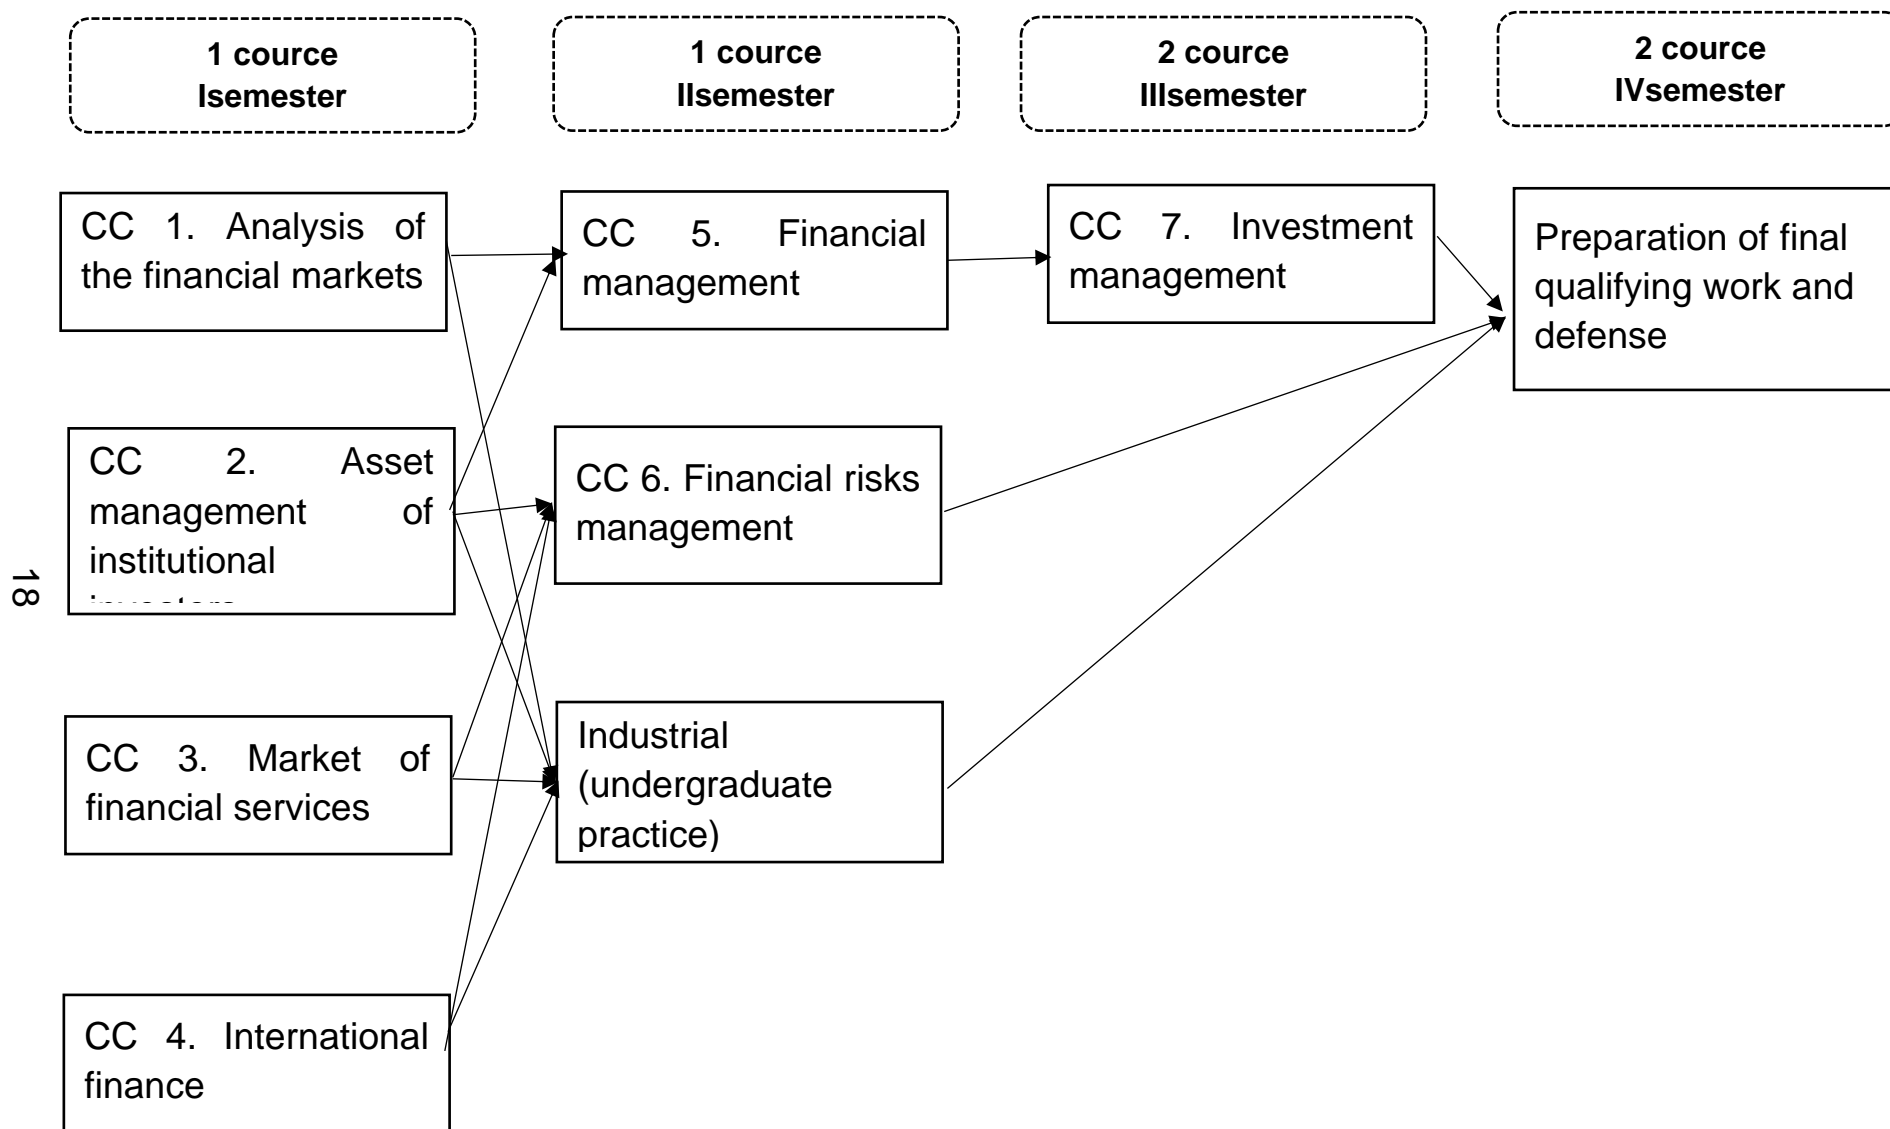 1 cource
Isemester
1 cource
IIsemester
2 cource
IIIsemester
2 cource
IVsemester
CC 1. Analysis of
the financial markets
CC 5. Financial
management
CC 7. Investment
management
Preparation of final
qualifying work and
defense
CC 2. Asset
management of
institutional
CC 6. Financial risks
management
18
CC 3. Market of
financial services
Industrial
(undergraduate
practice)
CC 4. International
finance